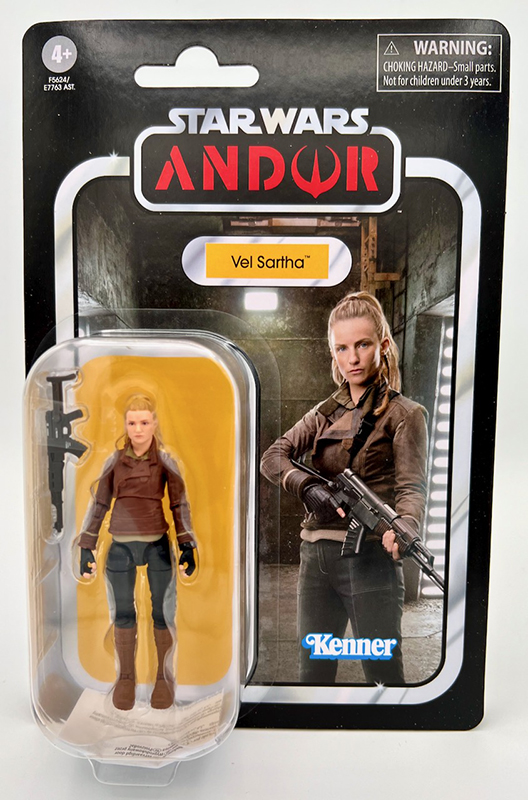 4+
F5624/
E7763 AST.
⚠ WARNING:
CHOKING HAZARD–Small parts.
Not for children under 3 years.
STAR WARS
ANDOR
™
Vel Sartha™
Kenner